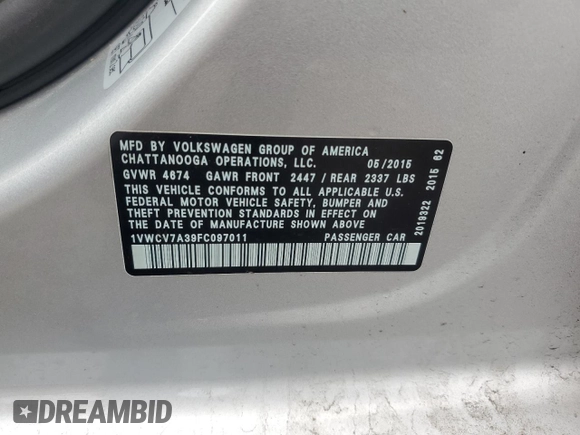 MFD BY VOLKSWAGEN GROUP OF AMERICA
CHATTANOOGA OPERATIONS, LLC. 05/2015
GVWR 4674 GAWR FRONT 2447 / REAR 2337 LBS
THIS VEHICLE CONFORMS TO ALL APPLICABLE U.S.
FEDERAL MOTOR VEHICLE SAFETY, BUMPER AND
THEFT PREVENTION STANDARDS IN EFFECT ON
THE DATE OF MANUFACTURE SHOWN ABOVE
1VWCV7A39FC097011 PASSENGER CAR
2019322 2015 62
DREAMBID